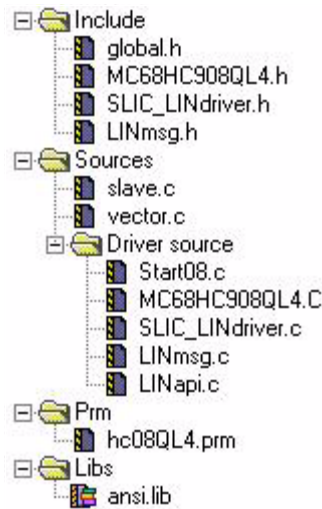 Include
global.h
MC68HC908QL4.h
SLIC_LINdriver.h
LINmsg.h
Sources
slave.c
vector.c
Driver source
Start08.c
MC68HC908QL4.C
SLIC_LINdriver.c
LINmsg.c
LINapi.c
Prm
hc08QL4.prm
Libs
ansi.lib